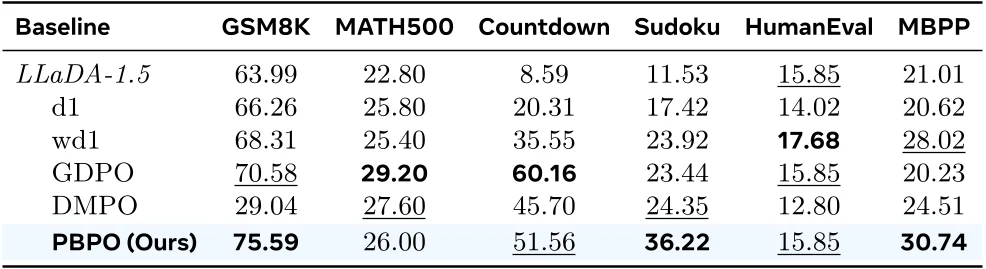 Baseline GSM8K MATH500 Countdown Sudoku HumanEval MBPP
LLaDA-1.5 63.99 22.80 8.59 11.53 15.85 21.01
d1 66.26 25.80 20.31 17.42 14.02 20.62
wd1 68.31 25.40 35.55 23.92 17.68 28.02
GDPO 70.58 29.20 60.16 23.44 15.85 20.23
DMPO 29.04 27.60 45.70 24.35 12.80 24.51
PBPO (Ours) 75.59 26.00 51.56 36.22 15.85 30.74